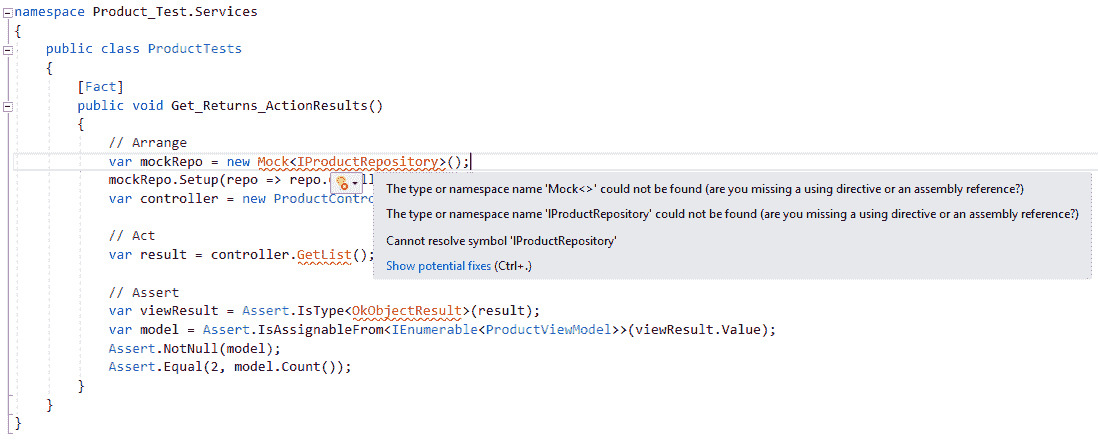 namespace Product_Test.Services
{
public class ProductTests
{
[Fact]
public void Get_Returns_ActionResults()
{
// Arrange
var mockRepo = new Mock<IProductRepository>();
mockRepo.Setup(repo => repo.
var controller = new ProductContr
The type or namespace name 'Mock<>' could not be found (are you missing a using directive or an assembly reference?)
The type or namespace name 'IProductRepository' could not be found (are you missing a using directive or an assembly reference?)
Cannot resolve symbol 'IProductRepository'
Show potential fixes (Ctrl+.)
// Act
var result = controller.GetList();
// Assert
var viewResult = Assert.IsType<OkObjectResult>(result);
var model = Assert.IsAssignableFrom<IEnumerable<ProductViewModel>>(viewResult.Value);
Assert.NotNull(model);
Assert.Equal(2, model.Count());
}
}
}